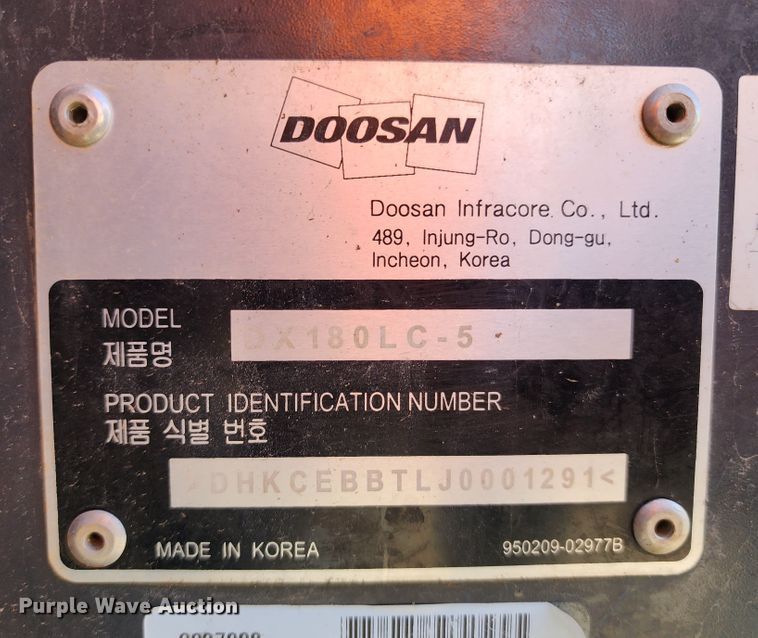 DOOSAN
Doosan Infracore Co., Ltd.
489, Injung-Ro, Dong-gu,
Incheon, Korea
MODEL
제품명
DX180LC-5
PRODUCT IDENTIFICATION NUMBER
제품 식별 번호
>DHKCEBBTLJ0001291<
MADE IN KOREA
950209-02977B
Purple Wave Auction